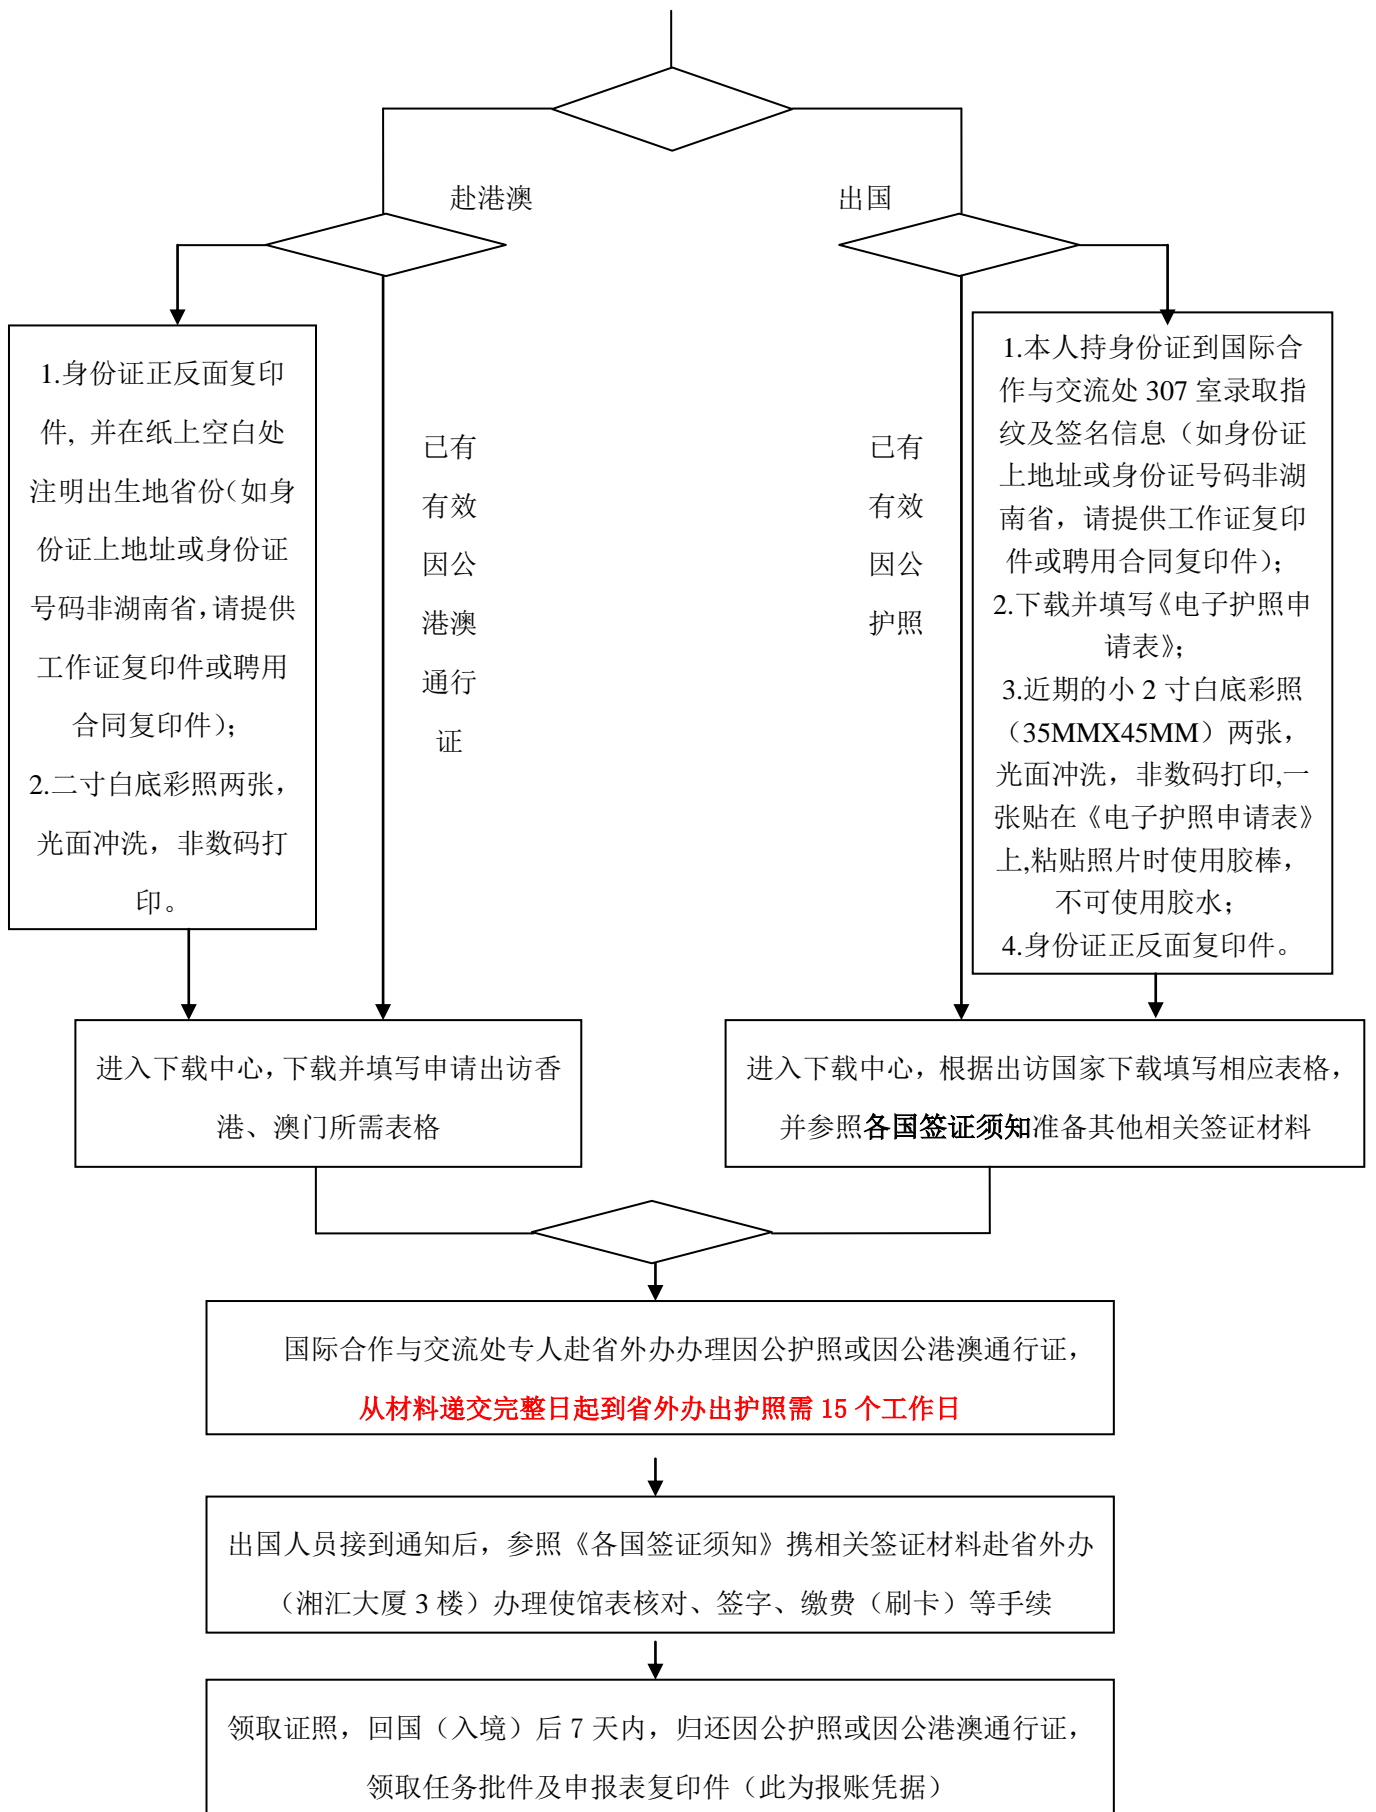 赴港澳
出国
1.身份证正反面复印
件, 并在纸上空白处
注明出生地省份(如身
份证上地址或身份证
号码非湖南省,请提供
工作证复印件或聘用
合同复印件);
2.二寸白底彩照两张，
光面冲洗，非数码打
印。
已有
有效
因公
港澳
通行
证
已有
有效
因公
护照
1.本人持身份证到国际合
作与交流处 307 室录取指
纹及签名信息（如身份证
上地址或身份证号码非湖
南省，请提供工作证复印
件或聘用合同复印件）；
2.下载并填写《电子护照申
请表》；
3.近期的小 2 寸白底彩照
（35MMX45MM）两张，
光面冲洗，非数码打印,一
张贴在《电子护照申请表》
上,粘贴照片时使用胶棒，
不可使用胶水；
4.身份证正反面复印件。
进入下载中心，下载并填写申请出访香
港、澳门所需表格
进入下载中心，根据出访国家下载填写相应表格，
并参照各国签证须知准备其他相关签证材料
国际合作与交流处专人赴省外办办理因公护照或因公港澳通行证，
从材料递交完整日起到省外办出护照需 15 个工作日
出国人员接到通知后，参照《各国签证须知》携相关签证材料赴省外办
（湘汇大厦 3 楼）办理使馆表核对、签字、缴费（刷卡）等手续
领取证照，回国（入境）后 7 天内，归还因公护照或因公港澳通行证，
领取任务批件及申报表复印件（此为报账凭据）